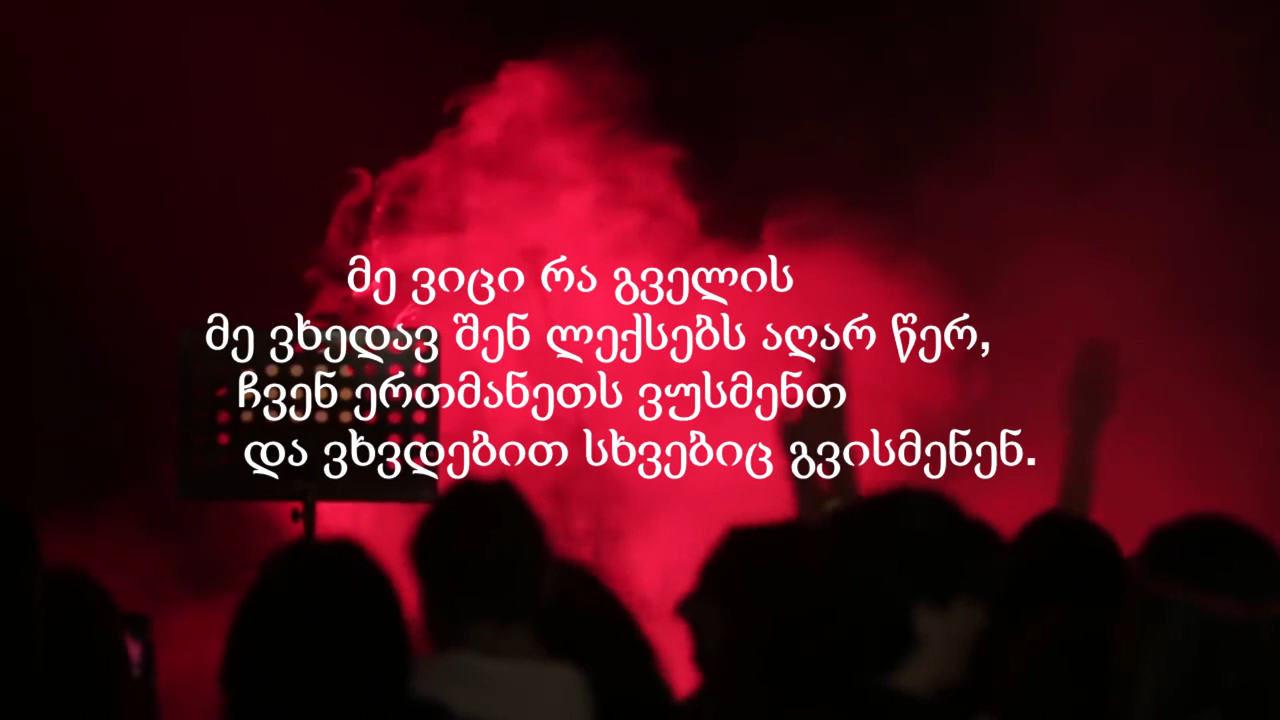 მე ვიცი რა გველის
მე ვხედავ შენ ლექსებს აღარ წერ,
ჩვენ ერთმანეთს ვუსმენთ
და ვხვდებით სხვებიც გვისმენენ.